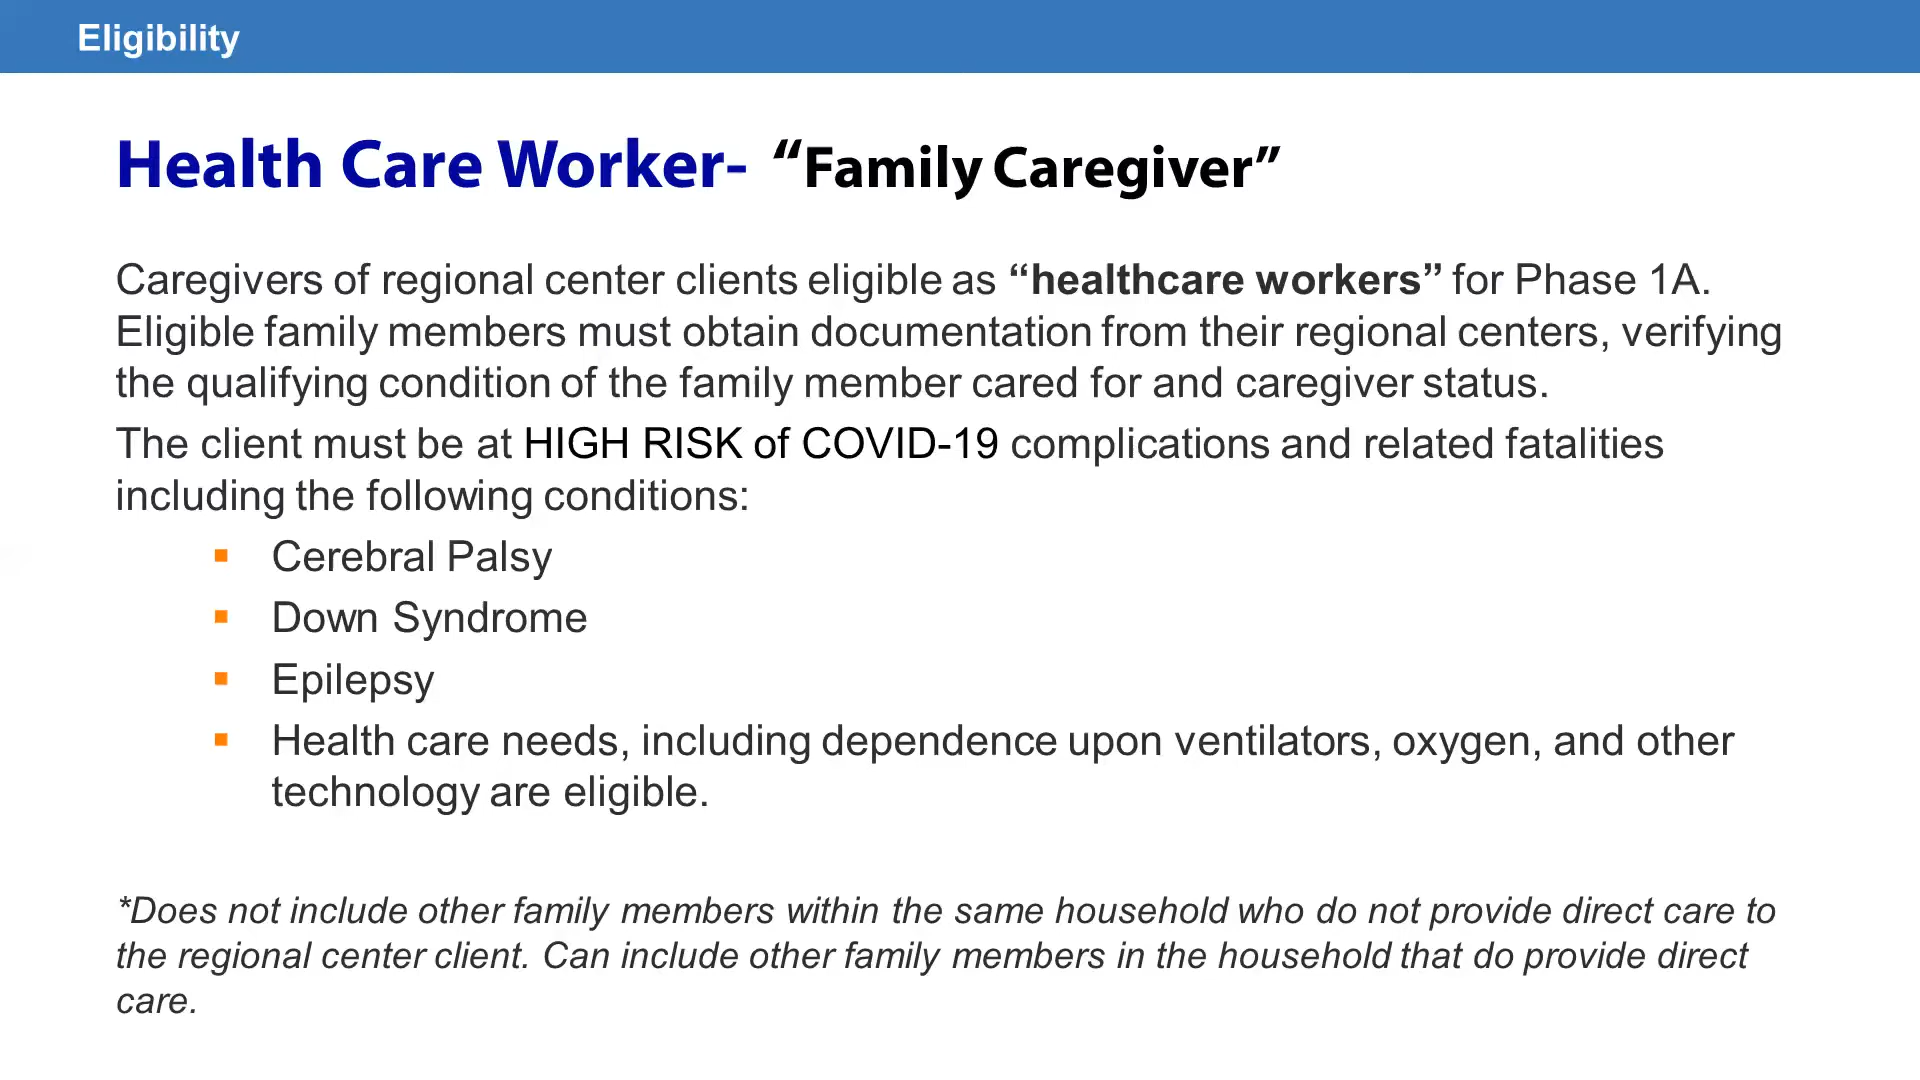 Eligibility
Health Care Worker- “Family Caregiver”
Caregivers of regional center clients eligible as “healthcare workers” for Phase 1A.
Eligible family members must obtain documentation from their regional centers, verifying
the qualifying condition of the family member cared for and caregiver status.
The client must be at HIGH RISK of COVID-19 complications and related fatalities
including the following conditions:
▪ Cerebral Palsy
▪ Down Syndrome
▪ Epilepsy
▪ Health care needs, including dependence upon ventilators, oxygen, and other
technology are eligible.
*Does not include other family members within the same household who do not provide direct care to
the regional center client. Can include other family members in the household that do provide direct
care.